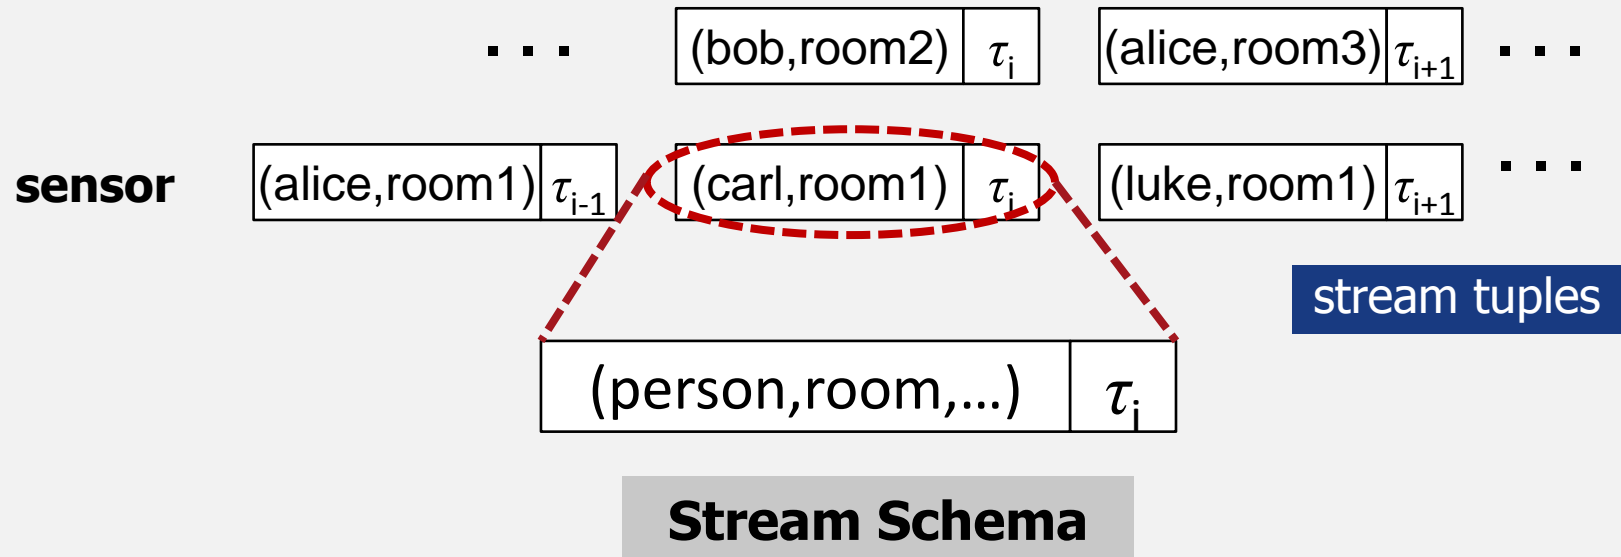 ... (bob,room2) τi (alice,room3) τi+1 ...
sensor (alice,room1) τi-1 (carl,room1) τi (luke,room1) τi+1 ...
stream tuples
(person,room,...) τi
Stream Schema